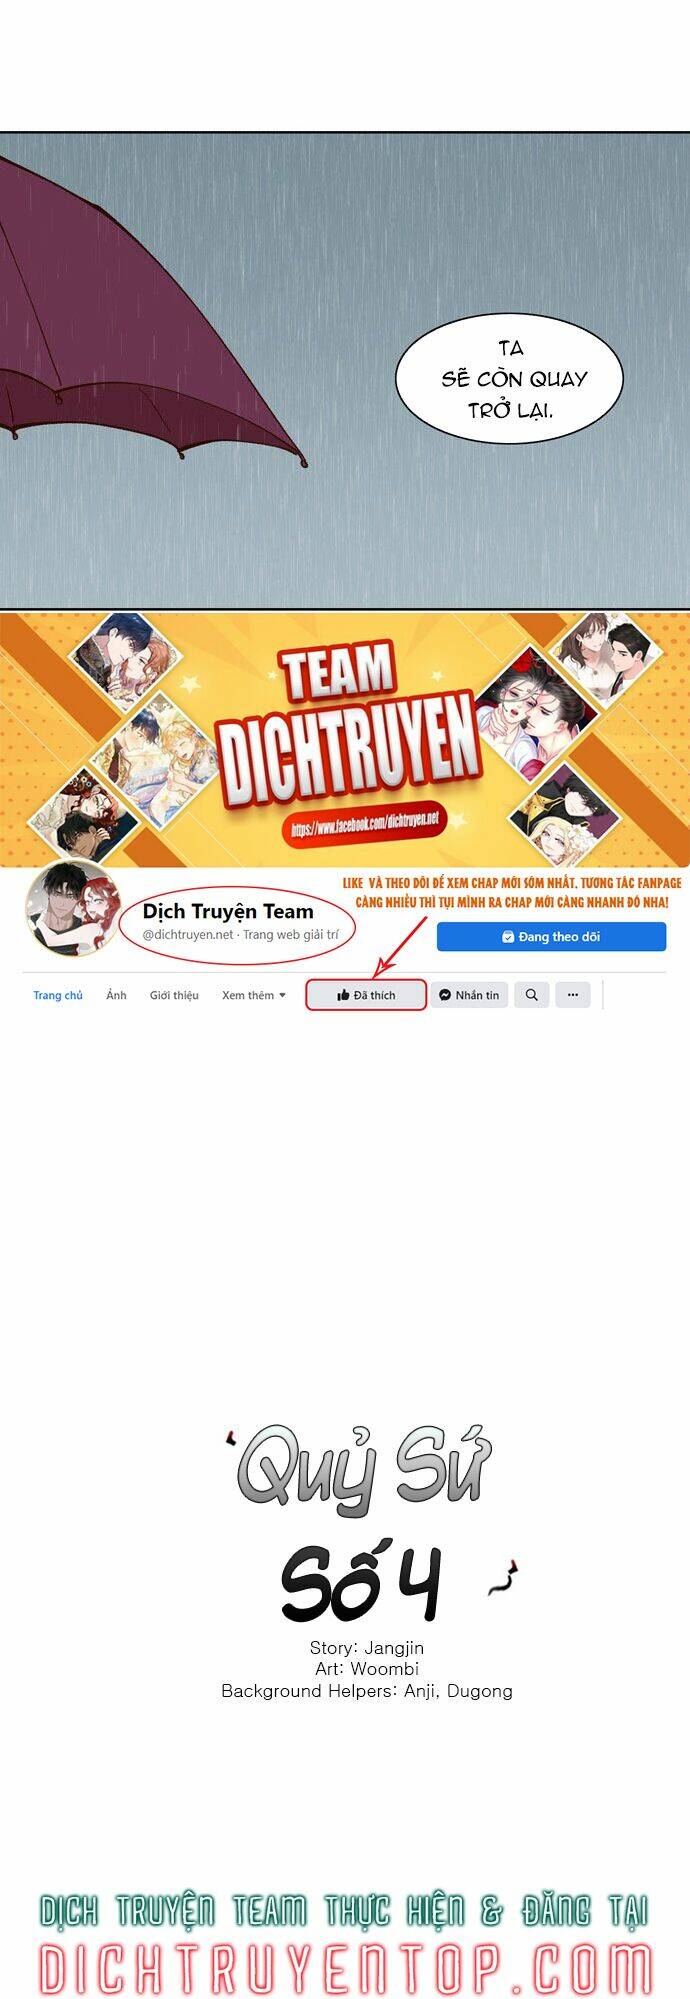 TA
SẼ CÒN QUAY
TRỞ LẠI.
TEAM
DICHTRUYEN
https://www.facebook.com/dichtruyen.net
LIKE VÀ THEO DÕI ĐỂ XEM CHAP MỚI SỚM NHẤT. TƯƠNG TÁC FANPAGE
CÀNG NHIỀU THÌ TỤI MÌNH RA CHAP MỚI CÀNG NHANH ĐÓ NHA!
Dịch Truyện Team
@dichtruyen.net · Trang web giải trí
Đang theo dõi
Trang chủ Ảnh Giới thiệu Xem thêm Đã thích Nhắn tin
Quỷ Sứ
Số 4
Story: Jangjin
Art: Woombi
Background Helpers: Anji, Dugong
DỊCH TRUYỆN TEAM THỰC HIỆN & ĐĂNG TẠI
DICHTRUYENTOP.COM